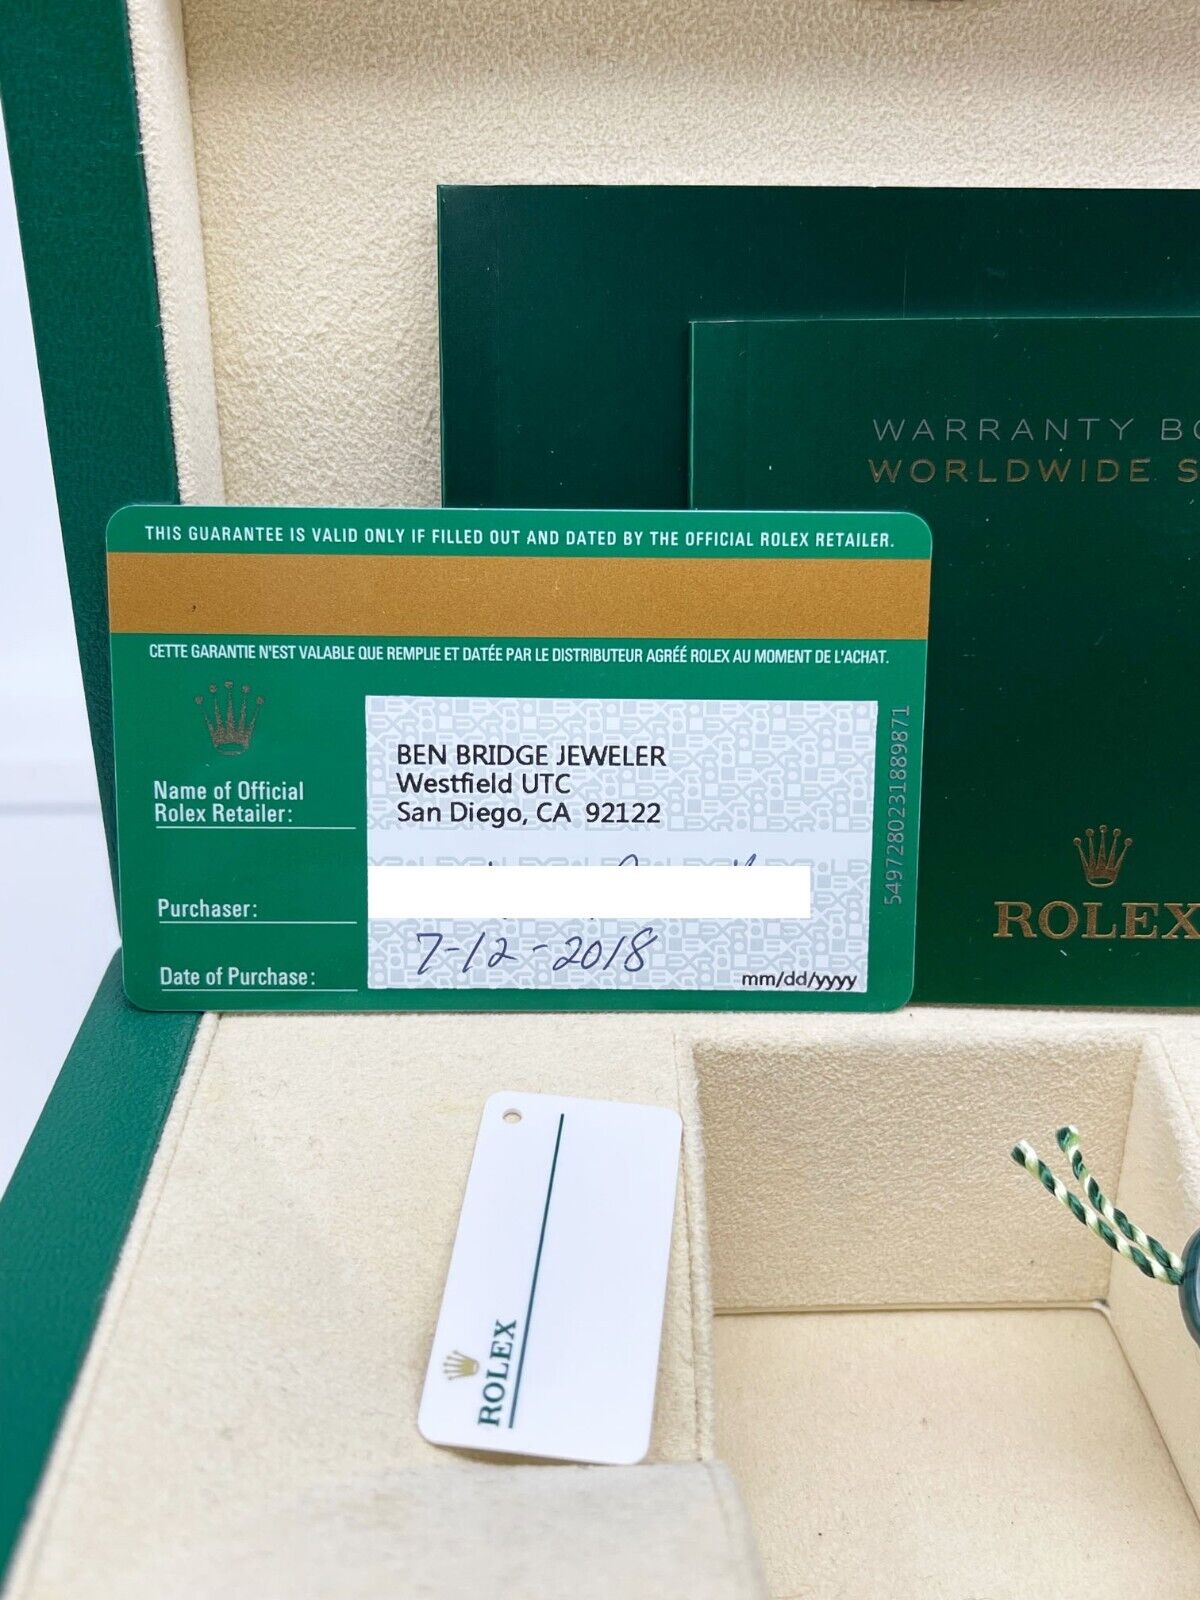 WARRANTY
WORLDWIDE
THIS GUARANTEE IS VALID ONLY IF FILLED OUT AND DATED BY THE OFFICIAL ROLEX RETAILER.
CETTE GARANTIE N'EST VALABLE QUE REMPLIE ET DATÉE PAR LE DISTRIBUTEUR AGRÉÉ ROLEX AU MOMENT DE L'ACHAT.
BEN BRIDGE JEWELER
Westfield UTC
San Diego, CA 92122
Name of Official
Rolex Retailer:
Purchaser:
Date of Purchase:
7-12-2018
mm/dd/yyyy
5497280231889871
ROLEX
ROLEX